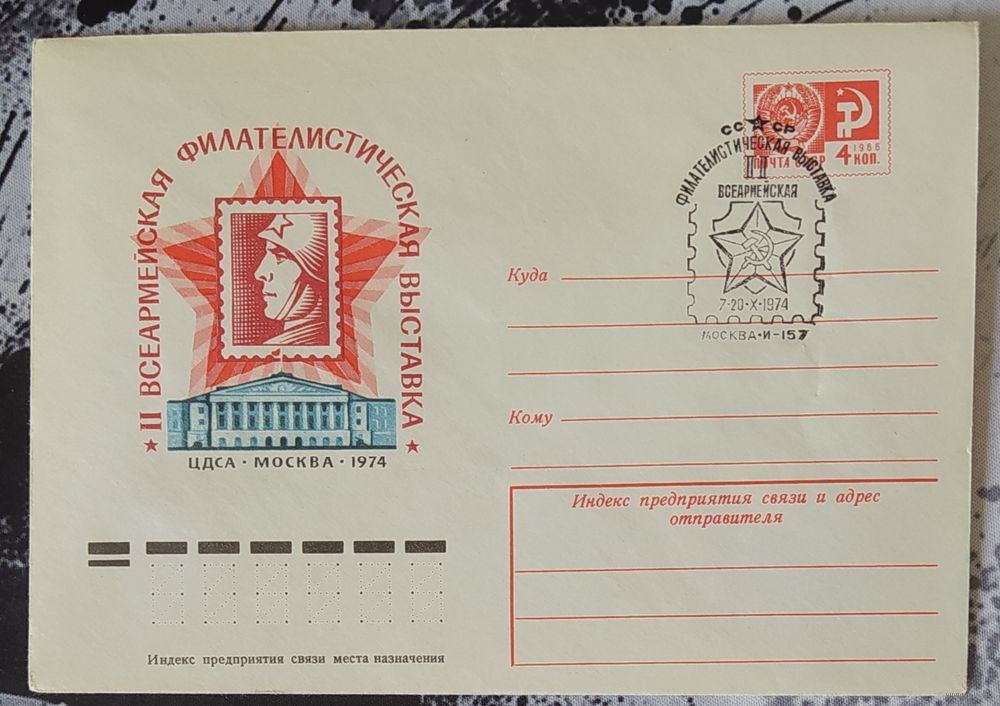 II ВСЕАРМЕЙСКАЯ ФИЛАТЕЛИСТИЧЕСКАЯ ВЫСТАВКА
ЦДСА · МОСКВА · 1974
ПОЧТА СССР
1966
4 КОП.
СССР
ФИЛАТЕЛИСТИЧЕСКАЯ ВЫСТАВКА
II
ВСЕАРМЕЙСКАЯ
7-20·X·1974
МОСКВА·И-157
Куда
Кому
Индекс предприятия связи и адрес
отправителя
Индекс предприятия связи места назначения